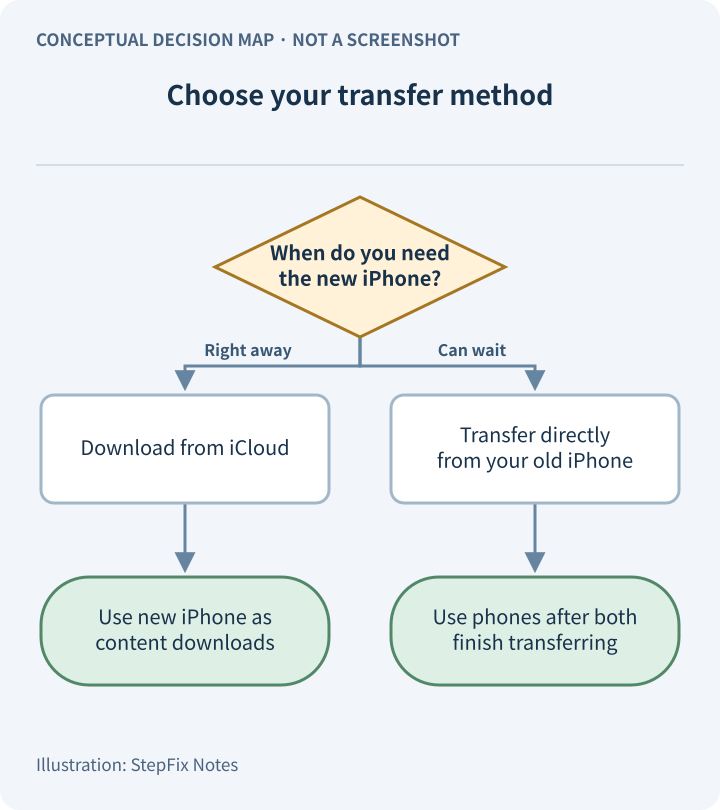 CONCEPTUAL DECISION MAP · NOT A SCREENSHOT
Choose your transfer method
When do you need
the new iPhone?
Right away
Can wait
Download from iCloud
Transfer directly
from your old iPhone
Use new iPhone as
content downloads
Use phones after both
finish transferring
Illustration: StepFix Notes